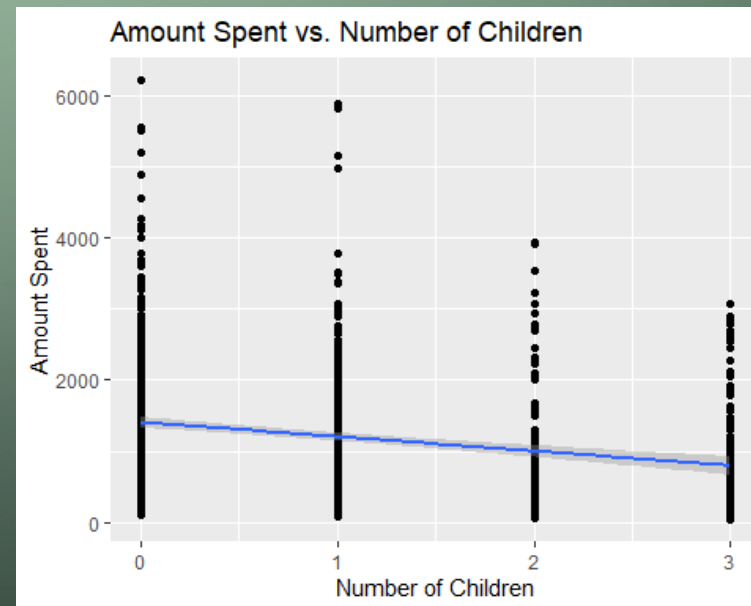 Amount Spent vs. Number of Children
6000
4000
Amount Spent
2000
0
0 1 2 3
Number of Children